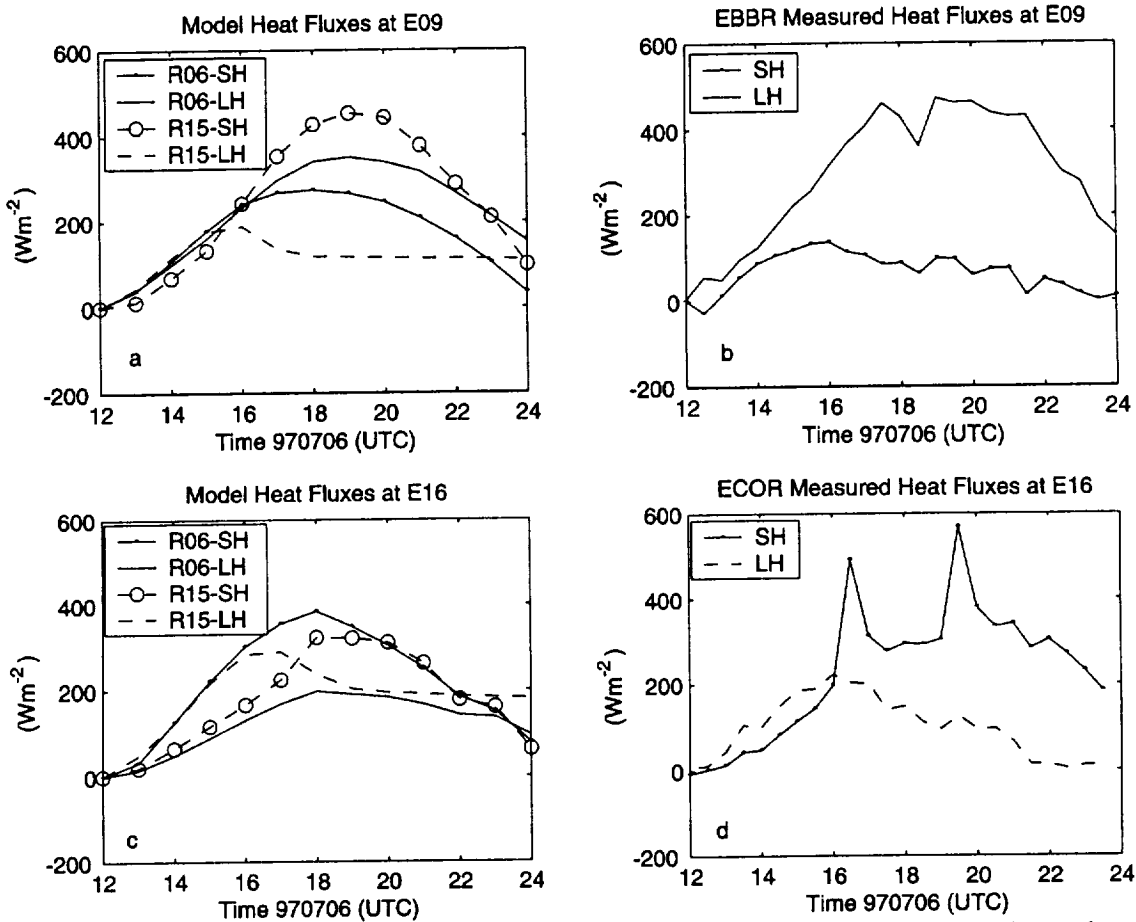 Model Heat Fluxes at E09
600
400
200
0
-200
(Wm-2)
R06-SH
R06-LH
R15-SH
R15-LH
a
12 14 16 18 20 22 24
Time 970706 (UTC)
EBBR Measured Heat Fluxes at E09
600
400
200
0
-200
(Wm-2)
SH
LH
b
12 14 16 18 20 22 24
Time 970706 (UTC)
Model Heat Fluxes at E16
600
400
200
0
-200
(Wm-2)
R06-SH
R06-LH
R15-SH
R15-LH
c
12 14 16 18 20 22 24
Time 970706 (UTC)
ECOR Measured Heat Fluxes at E16
600
400
200
0
-200
(Wm-2)
SH
LH
d
12 14 16 18 20 22 24
Time 970706 (UTC)